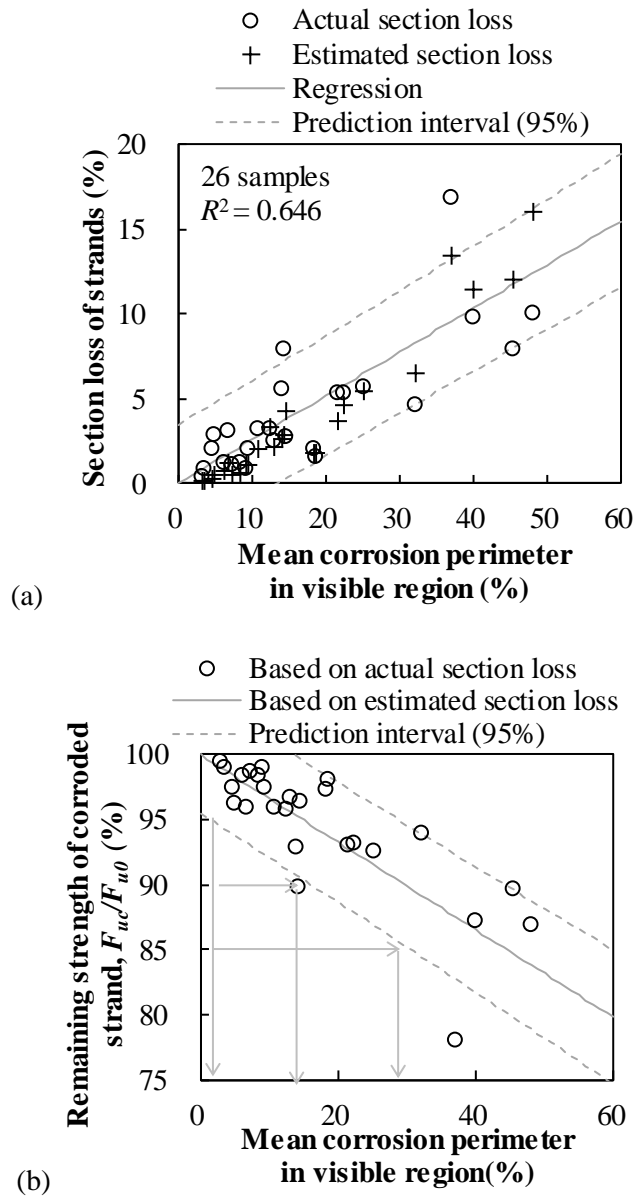 Actual section loss
Estimated section loss
Regression
Prediction interval (95%)
20
15
10
5
0
Section loss of strands (%)
26 samples
R² = 0.646
0 10 20 30 40 50 60
Mean corrosion perimeter
in visible region (%)
(a)
Based on actual section loss
Based on estimated section loss
Prediction interval (95%)
100
95
90
85
80
75
Remaining strength of corroded
strand, Fuc/Fu0 (%)
0 20 40 60
Mean corrosion perimeter
in visible region(%)
(b)